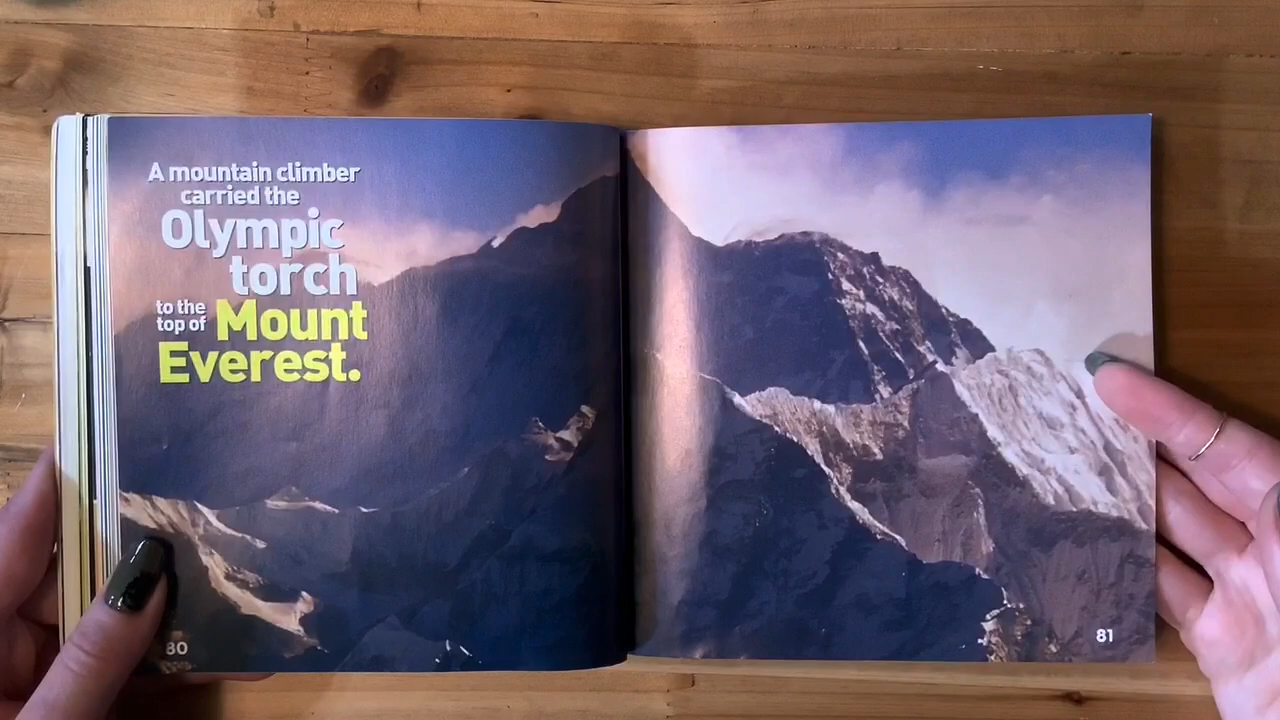 A mountain climber
carried the
Olympic
torch
to the
top of Mount
Everest.
80
81